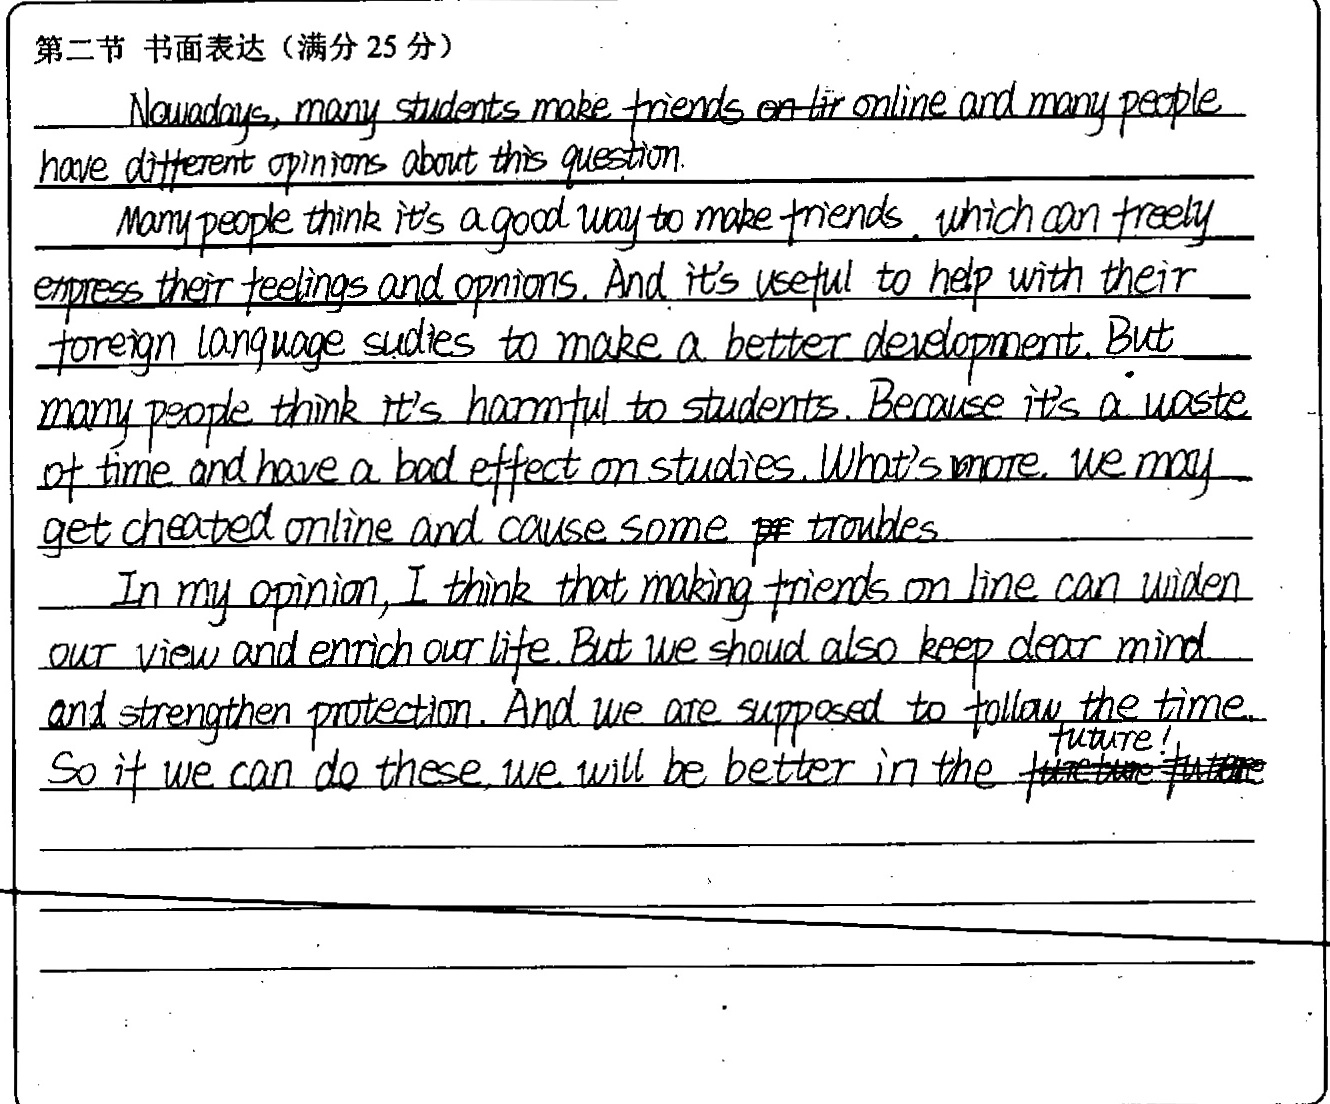 第二节 书面表达（满分 25 分）
Nowadays, many students make friends on lir online and many people
have different opinions about this question.
Many people think it's a good way to make friends, which can freely
express their feelings and opnions. And it's useful to help with their
foreign language sudies to make a better development. But
many people think it's harmful to students. Because it's a waste
of time and have a bad effect on studies. What's more, we may
get cheated online and cause some troubles
In my opinion, I think that making friends on line can widen
our view and enrich our life. But we shoud also keep clear mind
and strengthen protection. And we are supposed to follow the time.
future!
So if we can do these, we will be better in the